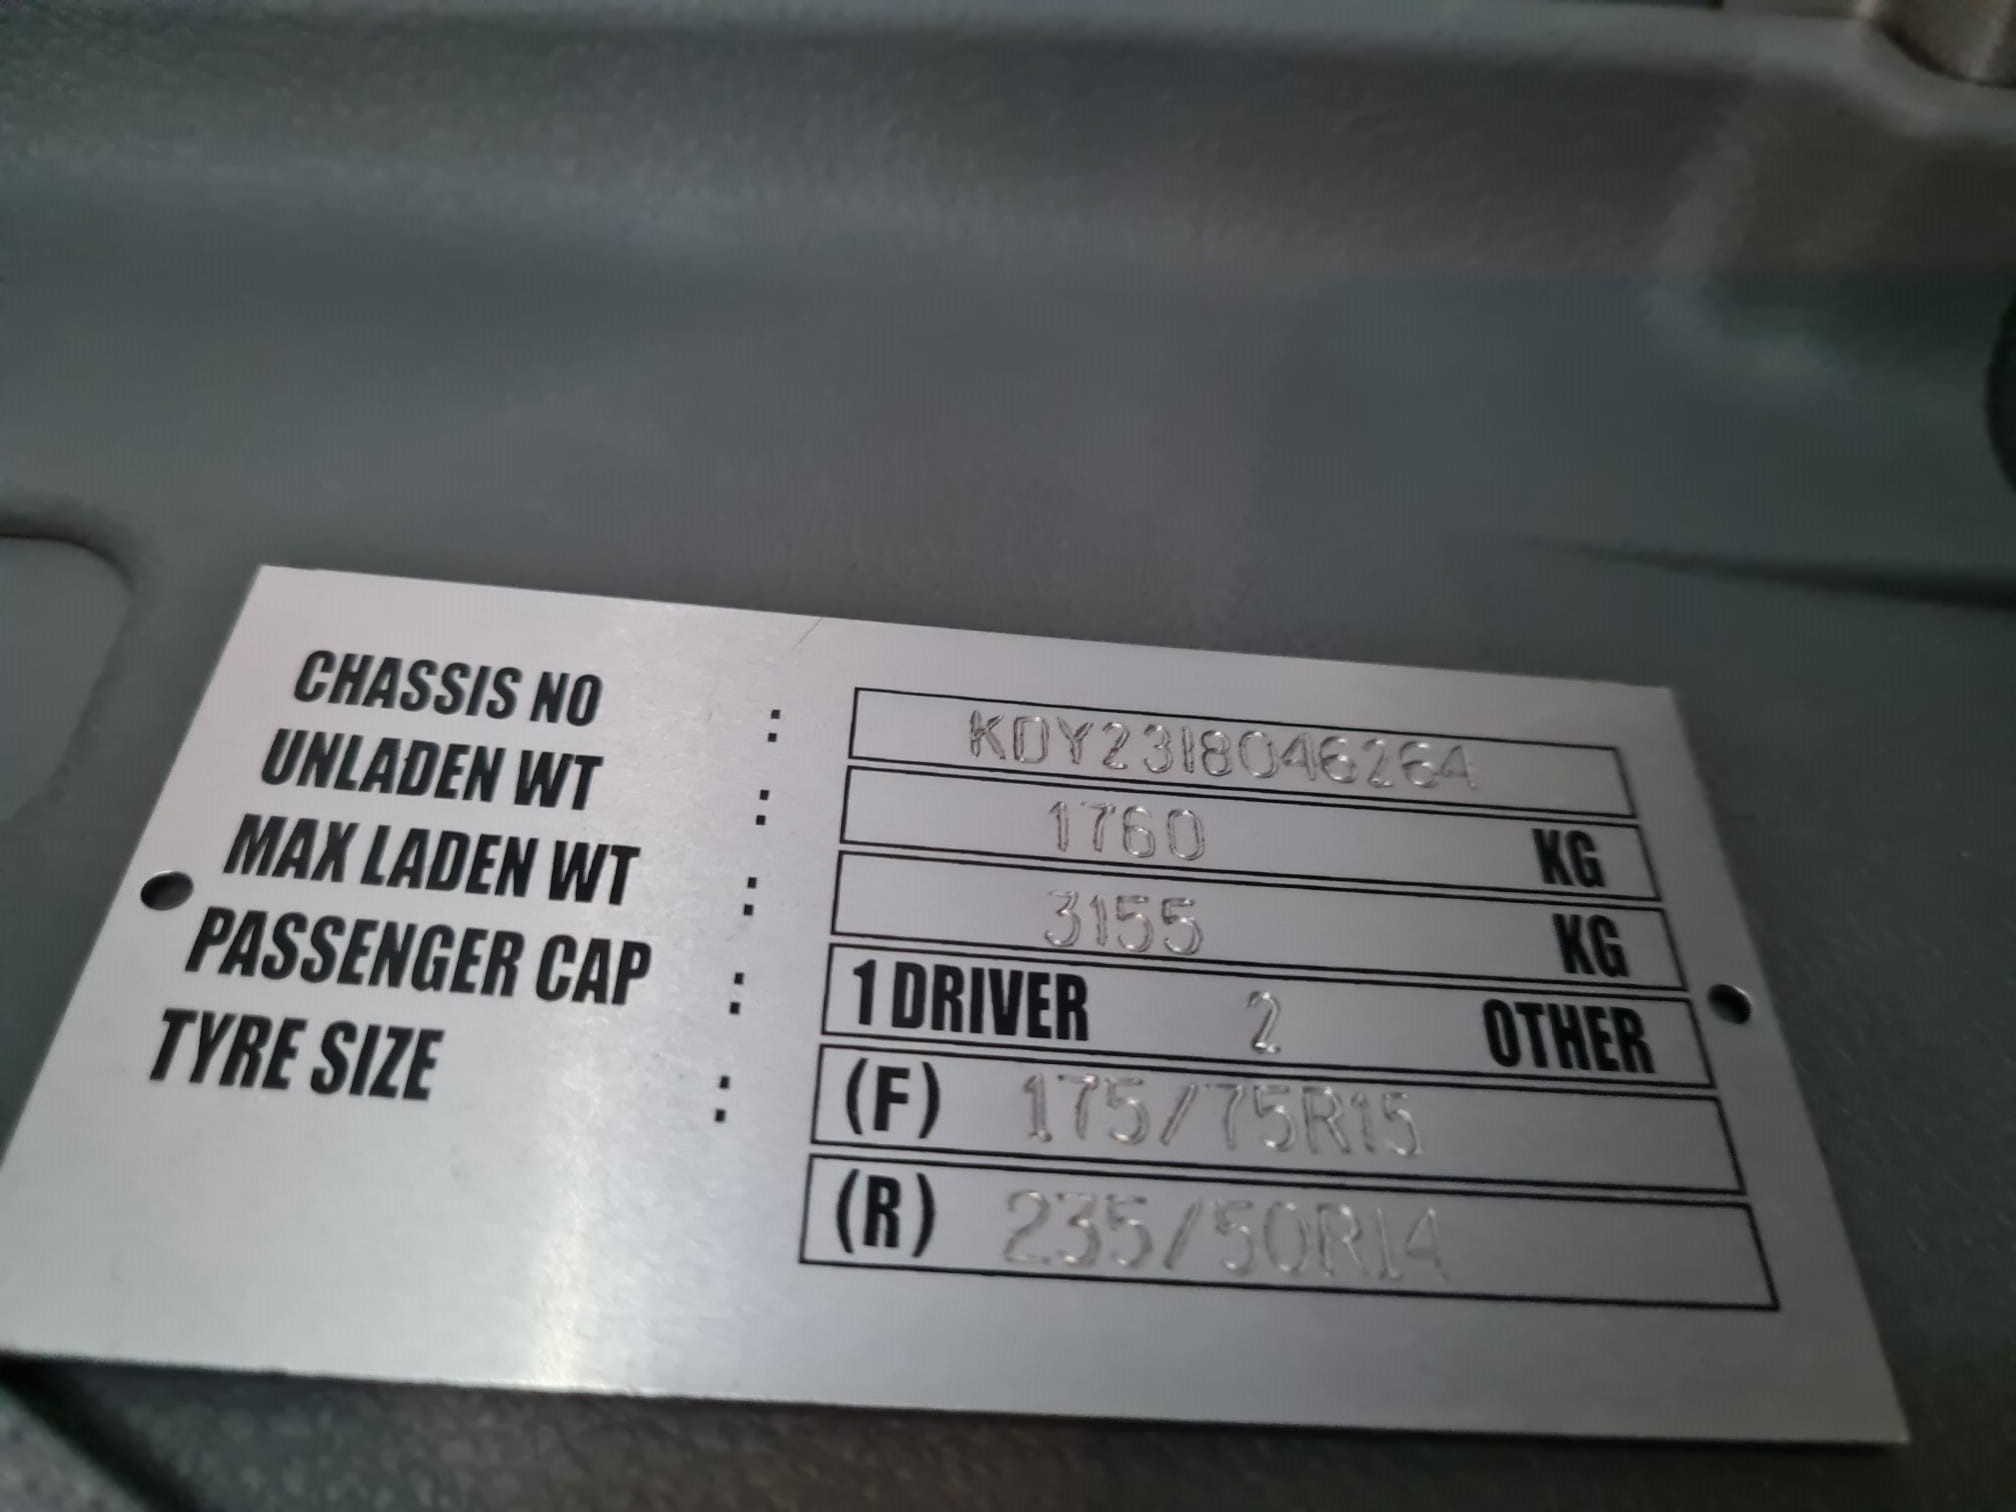 CHASSIS NO : KDY2318046264
UNLADEN WT : 1760 KG
MAX LADEN WT : 3155 KG
PASSENGER CAP : 1 DRIVER 2 OTHER
TYRE SIZE : (F) 175/75R15
(R) 235/50R14